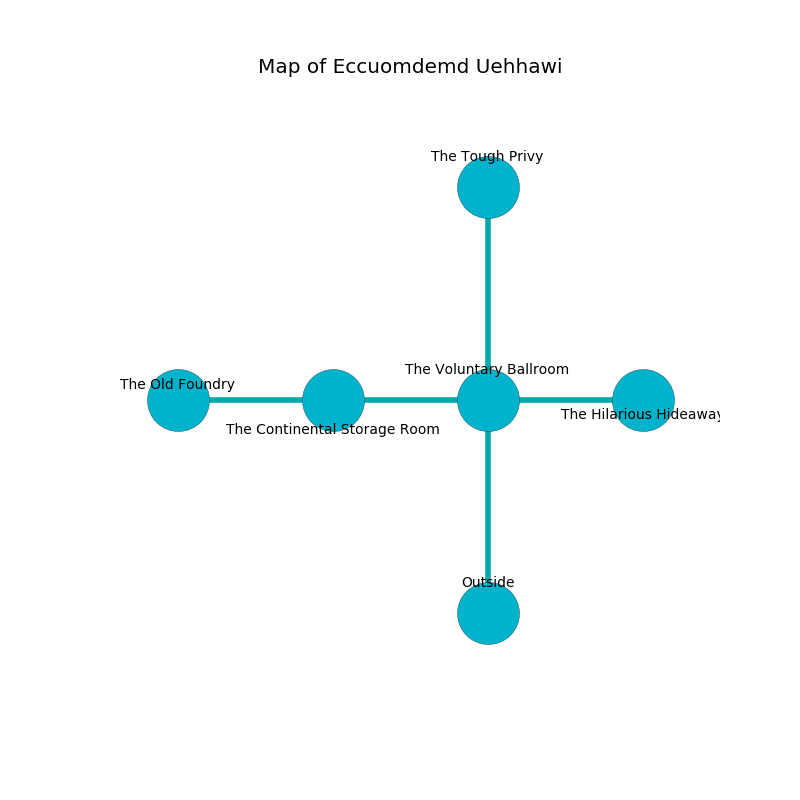 Map of Eccuomdemd Uehhawi
The Tough Privy
The Voluntary Ballroom
The Old Foundry
The Hilarious Hideaway
The Continental Storage Room
Outside